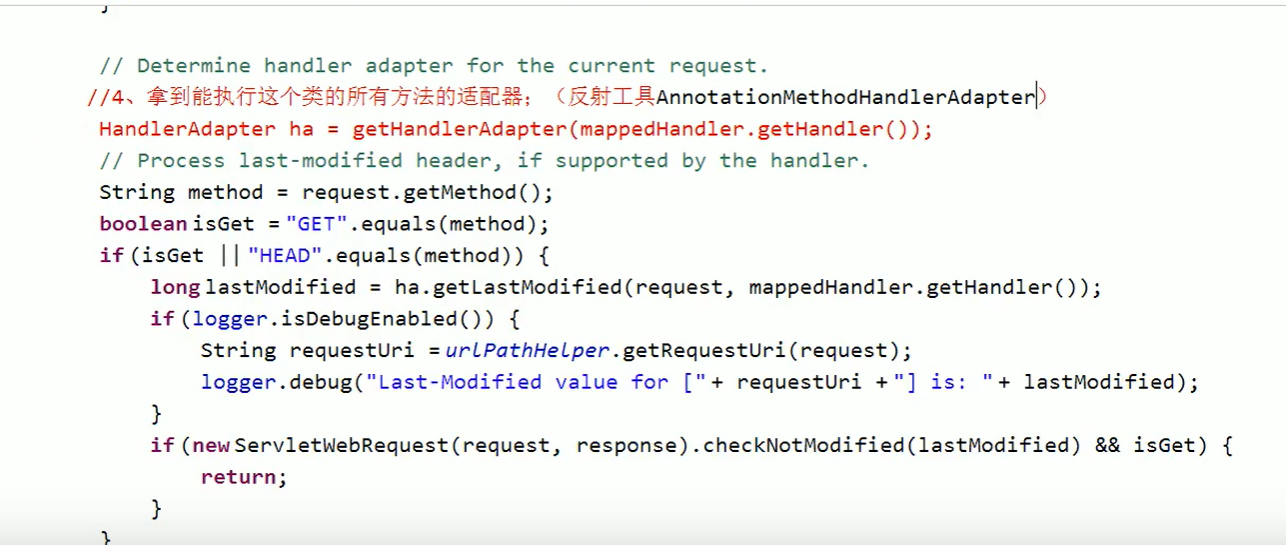 }
// Determine handler adapter for the current request.
//4、拿到能执行这个类的所有方法的适配器；（反射工具AnnotationMethodHandlerAdapter）
HandlerAdapter ha = getHandlerAdapter(mappedHandler.getHandler());
// Process last-modified header, if supported by the handler.
String method = request.getMethod();
boolean isGet = "GET".equals(method);
if (isGet || "HEAD".equals(method)) {
long lastModified = ha.getLastModified(request, mappedHandler.getHandler());
if (logger.isDebugEnabled()) {
String requestUri = urlPathHelper.getRequestUri(request);
logger.debug("Last-Modified value for [" + requestUri + "] is: " + lastModified);
}
if (new ServletWebRequest(request, response).checkNotModified(lastModified) && isGet) {
return;
}
}